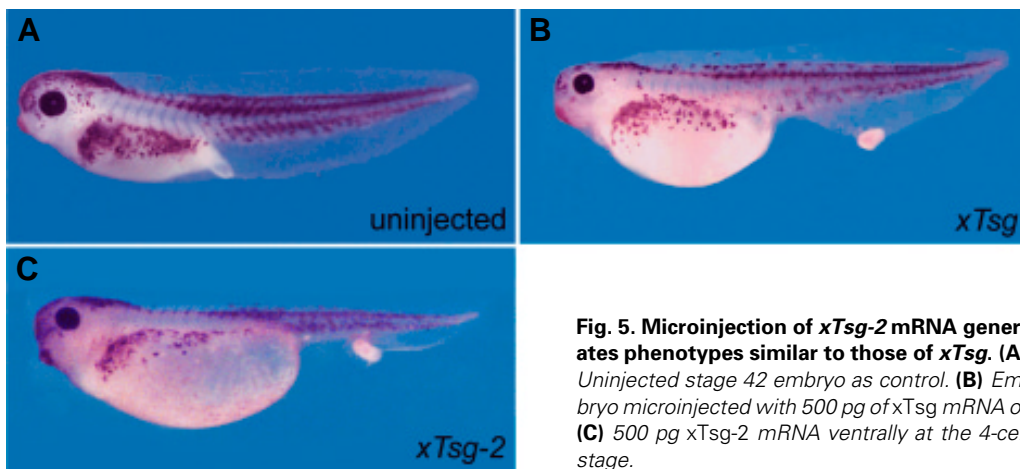 A
uninjected
B
xTsg
C
xTsg-2
Fig. 5. Microinjection of xTsg-2 mRNA gener
ates phenotypes similar to those of xTsg. (A
Uninjected stage 42 embryo as control. (B) Em
bryo microinjected with 500 pg of xTsg mRNA o
(C) 500 pg xTsg-2 mRNA ventrally at the 4-ce
stage.